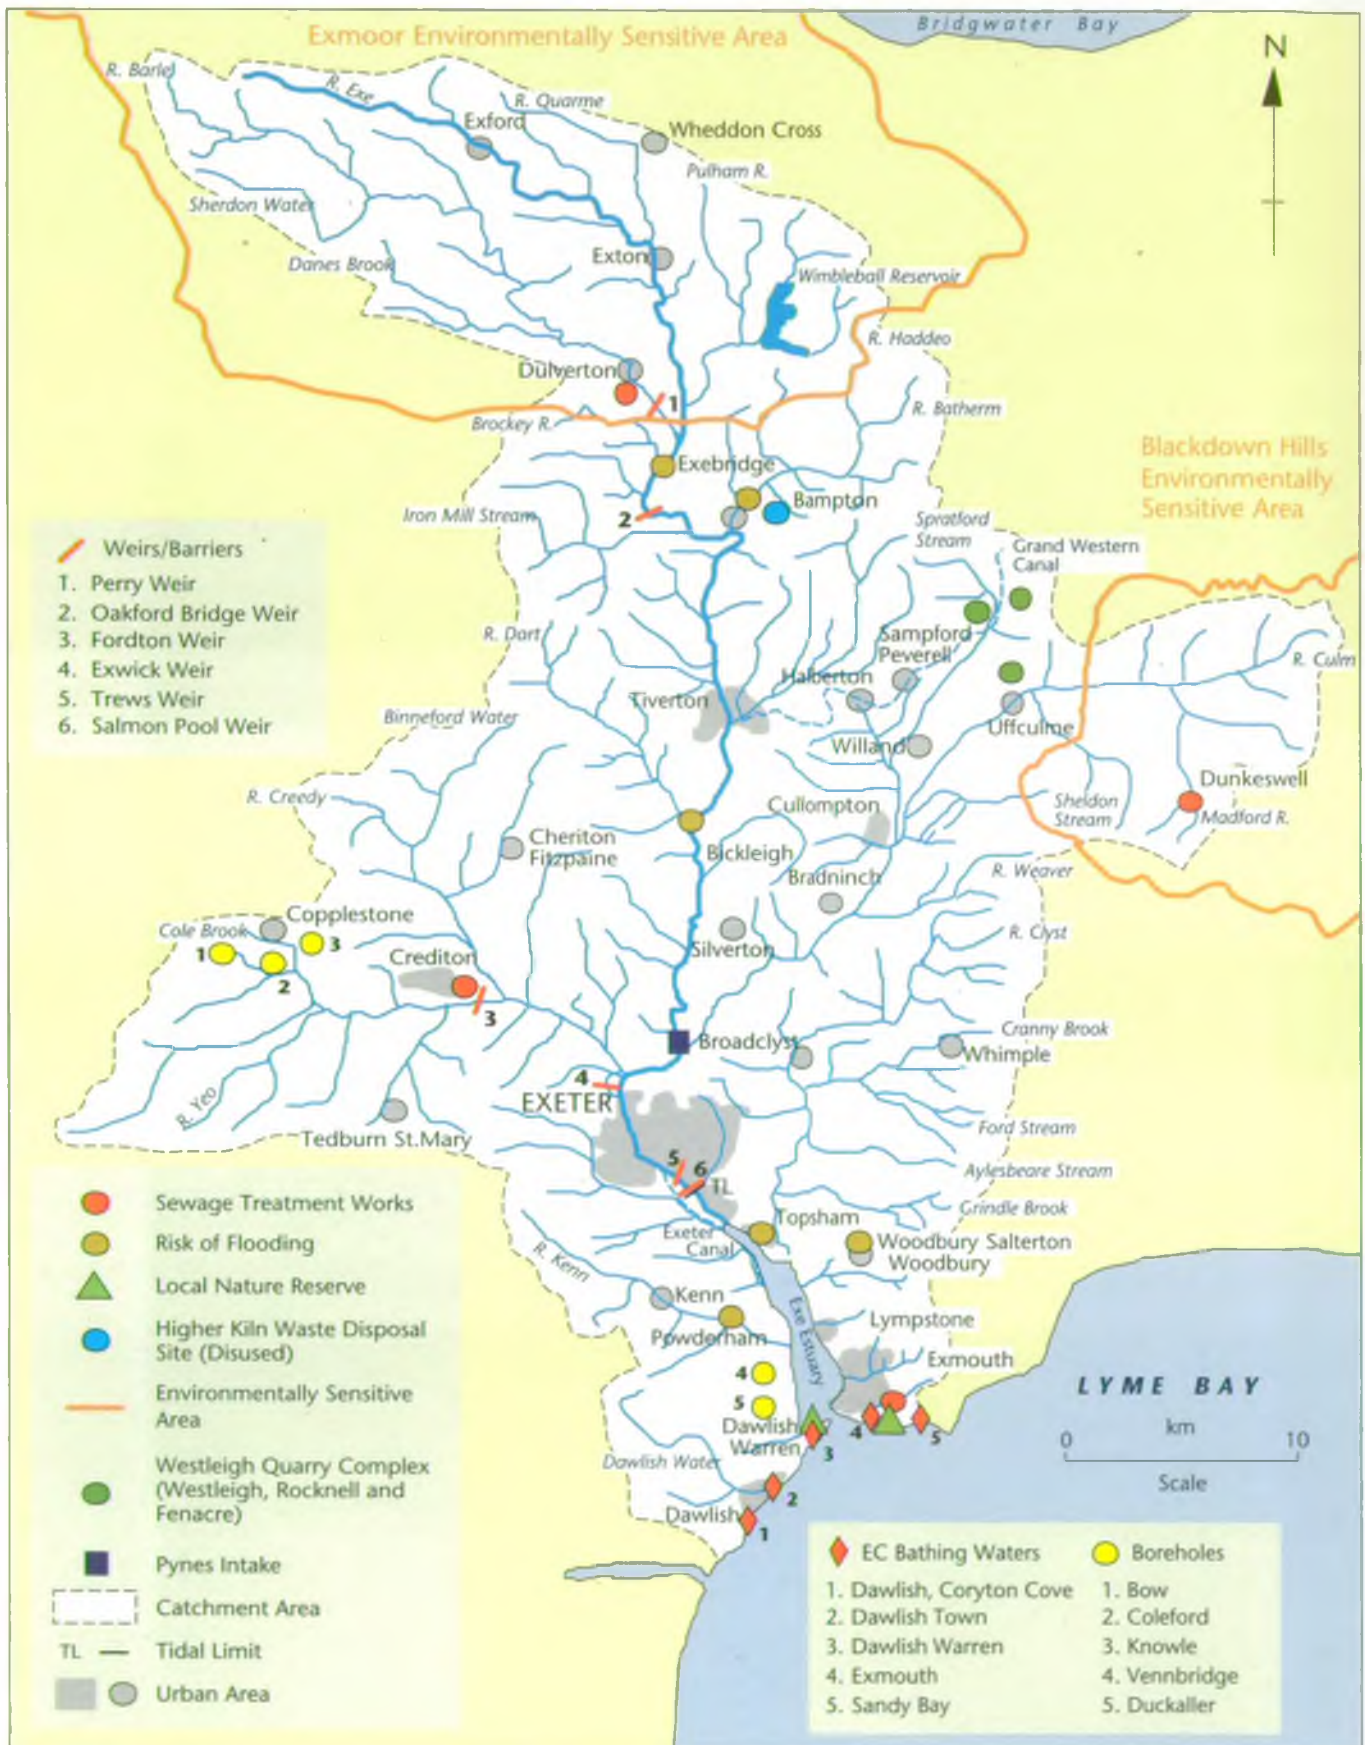 Exmoor Environmentally Sensitive Area
Bridgwater Bay
N
R. Barle
R. Exe
R. Quarme
Exford
Wheddon Cross
Pulham R.
Sherdon Water
Exton
Danes Brook
Wimbleball Reservoir
R. Haddeo
Dulverton
1
R. Batherm
Brockey R.
Exebridge
Blackdown Hills
Environmentally
Sensitive Area
Bampton
Iron Mill Stream
2
Spratford
Stream
Grand Western
Canal
Weirs/Barriers
1. Perry Weir
2. Oakford Bridge Weir
3. Fordton Weir
4. Exwick Weir
5. Trews Weir
6. Salmon Pool Weir
R. Dart
Sampford
Peverell
R. Culm
Halberton
Tiverton
Binneford Water
Uffculme
Willand
Dunkeswell
R. Creedy
Cullompton
Sheldon
Stream
Madford R.
Cheriton
Fitzpaine
Bickleigh
Bradninch
R. Weaver
Copplestone
Cole Brook
1
3
2
R. Clyst
Silverton
Crediton
3
Cranny Brook
Broadclyst
Whimple
4
EXETER
R. Yeo
Tedburn St.Mary
Ford Stream
5
6
TL
Aylesbeare Stream
Grindle Brook
Topsham
Exeter
Canal
Woodbury Salterton
Woodbury
R. Kenn
Kenn
Exe Estuary
Lympstone
Powderham
Exmouth
4
5
Dawlish
Warren
3
4
5
LYME BAY
km
0 10
Scale
Dawlish Water
2
Dawlish
1
Sewage Treatment Works
Risk of Flooding
Local Nature Reserve
Higher Kiln Waste Disposal
Site (Disused)
Environmentally Sensitive
Area
Westleigh Quarry Complex
(Westleigh, Rocknell and
Fenacre)
Pynes Intake
Catchment Area
TL Tidal Limit
Urban Area
EC Bathing Waters
1. Dawlish, Coryton Cove
2. Dawlish Town
3. Dawlish Warren
4. Exmouth
5. Sandy Bay
Boreholes
1. Bow
2. Coleford
3. Knowle
4. Vennbridge
5. Duckaller